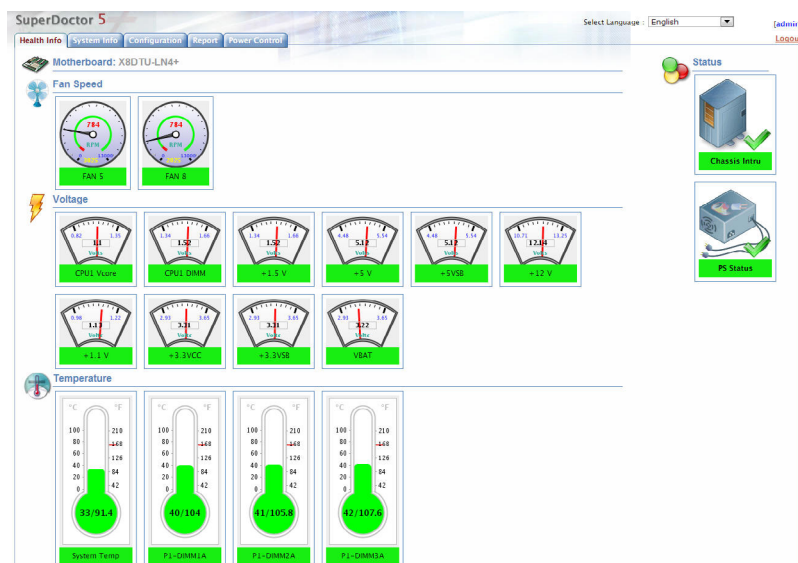 SuperDoctor 5
Select Language : English
[admin
Logou
Health Info System Info Configuration Report Power Control
Motherboard: X8DTU-LN4+
Status
Fan Speed
784 784
RPM RPM
FAN 5 FAN 8
Chassis Intru
Voltage
0.82 1.35 1.34 1.66 1.34 1.66 4.48 5.54 4.48 5.54 10.71 13.25
1.1 1.52 1.52 5.12 5.12
Volts Volts Volts Volts Volts Volts
CPU1 Vcore CPU1 DIMM +1.5 V +5 V +5VSB +12 V
PS Status
0.98 1.22 2.93 3.65 2.93 3.65 2.93 3.65
3.31 3.31 3.22
Volts Volts Volts Volts
+1.1 V +3.3VCC +3.3VSB VBAT
Temperature
°C °F °C °F °C °F °C °F
100 210 100 210 100 210 100 210
80 168 80 168 80 168 80 168
60 126 60 126 60 126 60 126
40 84 40 84 40 84 40 84
20 42 20 42 20 42 20 42
0 0 0 0
33/91.4 40/104 41/105.8 42/107.6
System Temp P1-DIMM1A P1-DIMM2A P1-DIMM3A